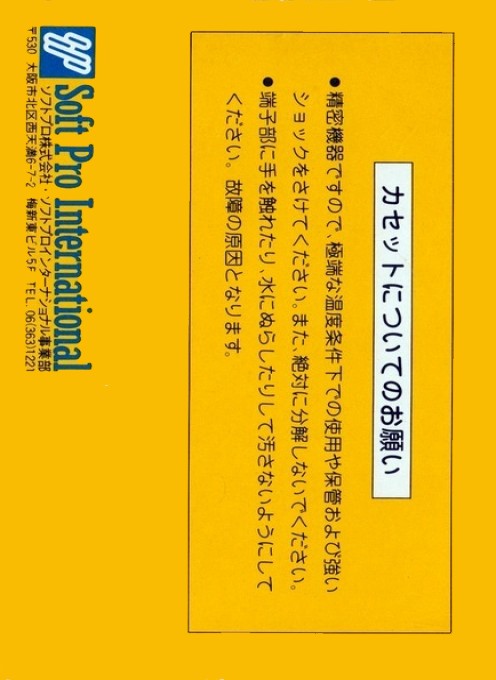 カセットについてのお願い
●精密機器ですので、極端な温度条件下での使用や保管および強い
ショックをさけてください。また、絶対に分解しないでください。
●端子部に手を触れたり、水にぬらしたりして汚さないようにして
ください。故障の原因となります。
Soft Pro International
ソフトプロ株式会社・ソフトプロインターナショナル事業部
〒530 大阪市北区西天満6-7-2 梅新東ビル5F TEL.06(363)1221